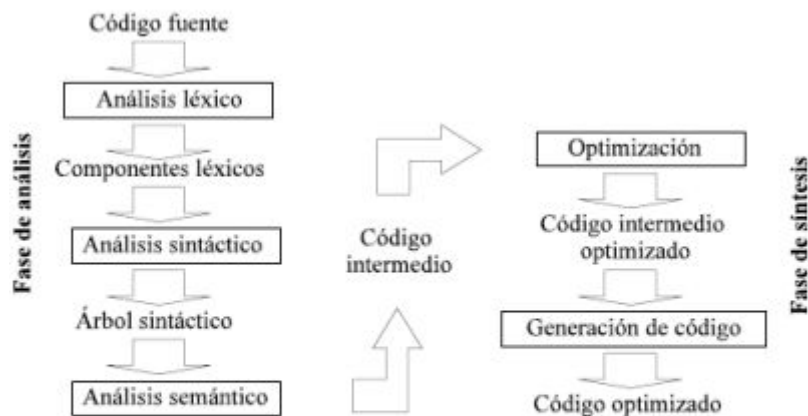 Código fuente
Análisis léxico
Componentes léxicos
Análisis sintáctico
Árbol sintáctico
Análisis semántico
Fase de análisis
Código
intermedio
Optimización
Código intermedio
optimizado
Generación de código
Código optimizado
Fase de síntesis